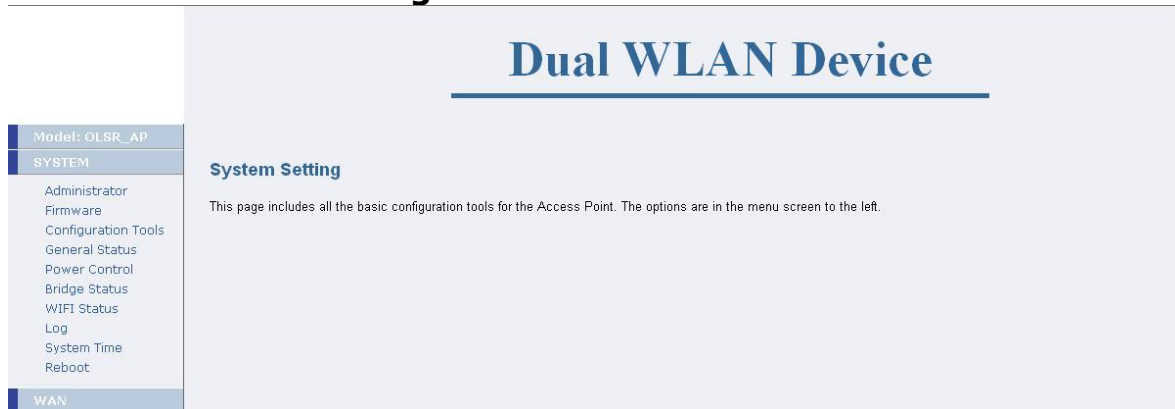 Dual WLAN Device
Model: OLSR_AP
SYSTEM
Administrator
Firmware
Configuration Tools
General Status
Power Control
Bridge Status
WIFI Status
Log
System Time
Reboot
WAN
System Setting
This page includes all the basic configuration tools for the Access Point. The options are in the menu screen to the left.